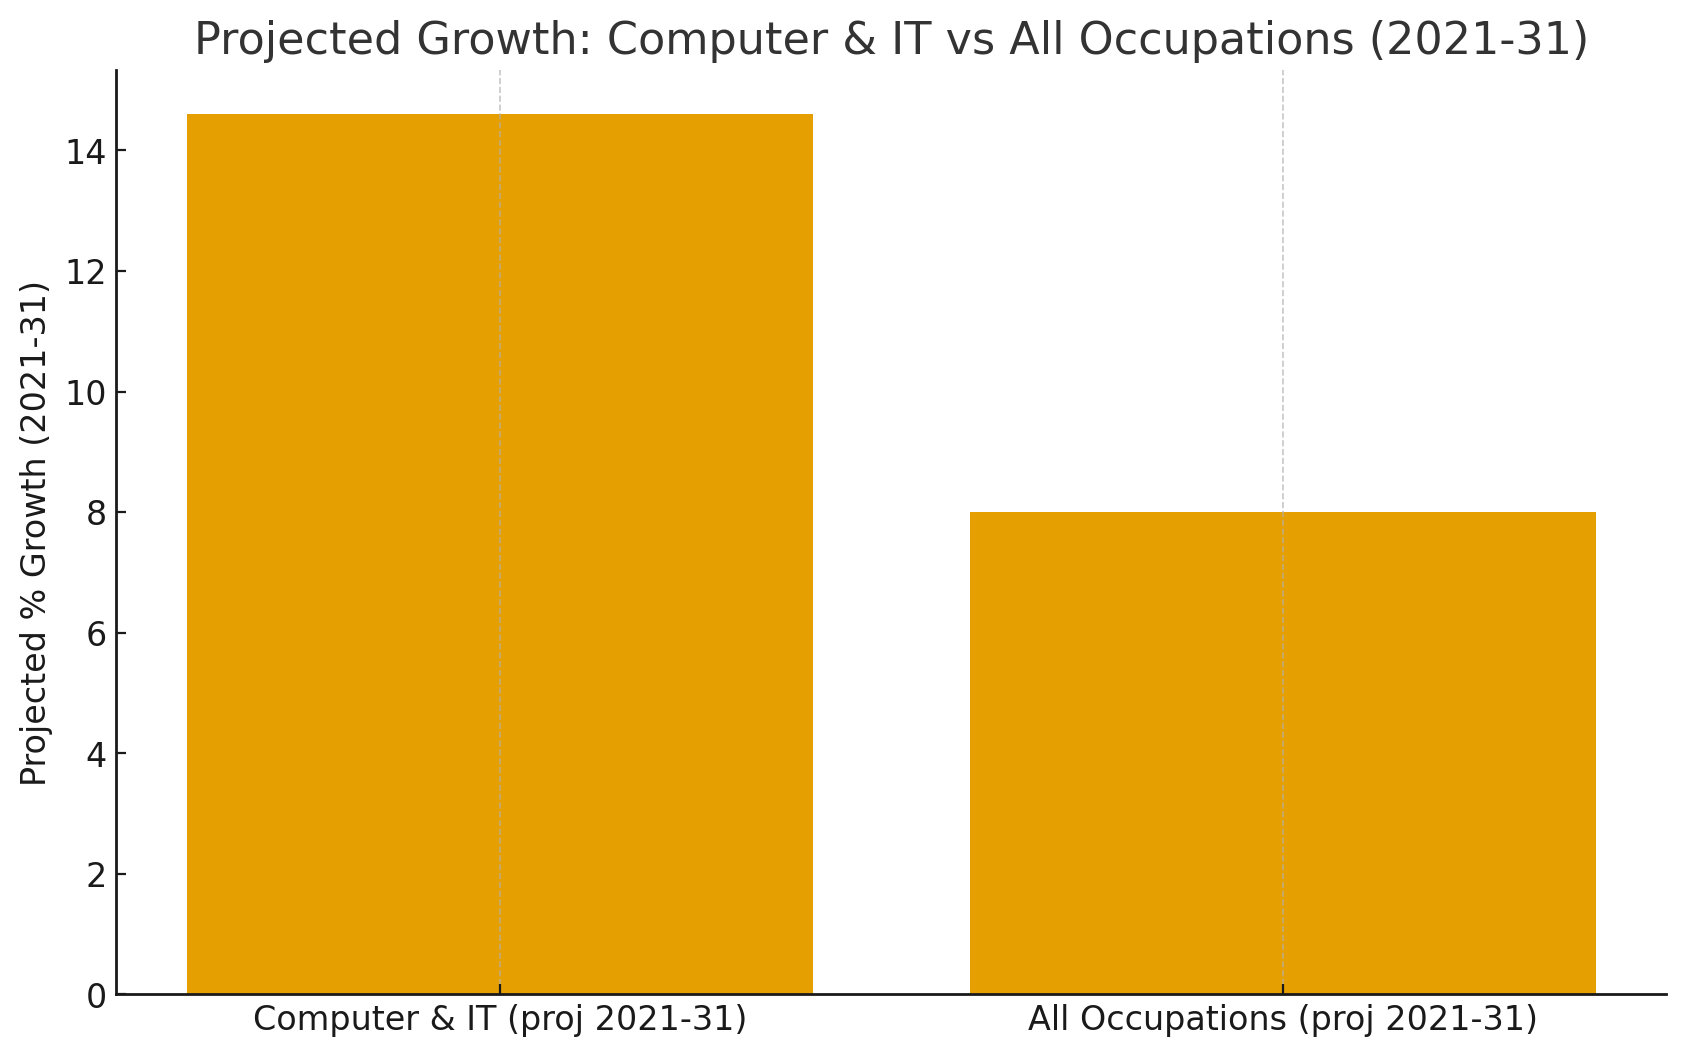 Projected Growth: Computer & IT vs All Occupations (2021-31)
Projected % Growth (2021-31)
14
12
10
8
6
4
2
0
Computer & IT (proj 2021-31)
All Occupations (proj 2021-31)